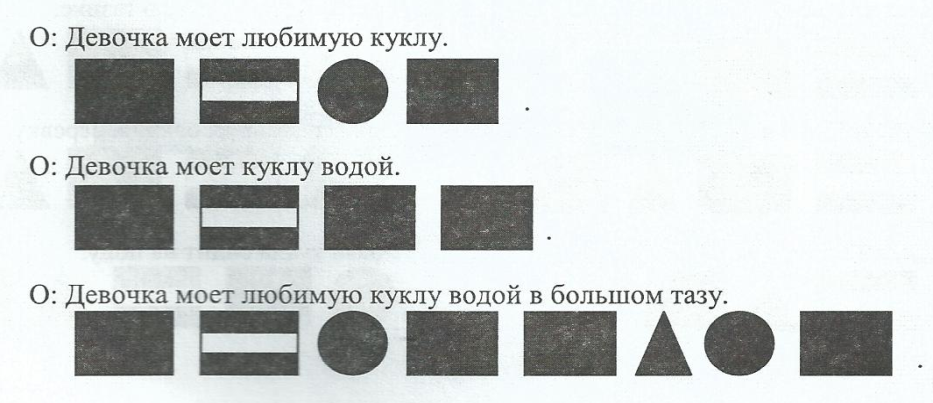 О: Девочка моет любимую куклу.
О: Девочка моет куклу водой.
О: Девочка моет любимую куклу водой в большом тазу.